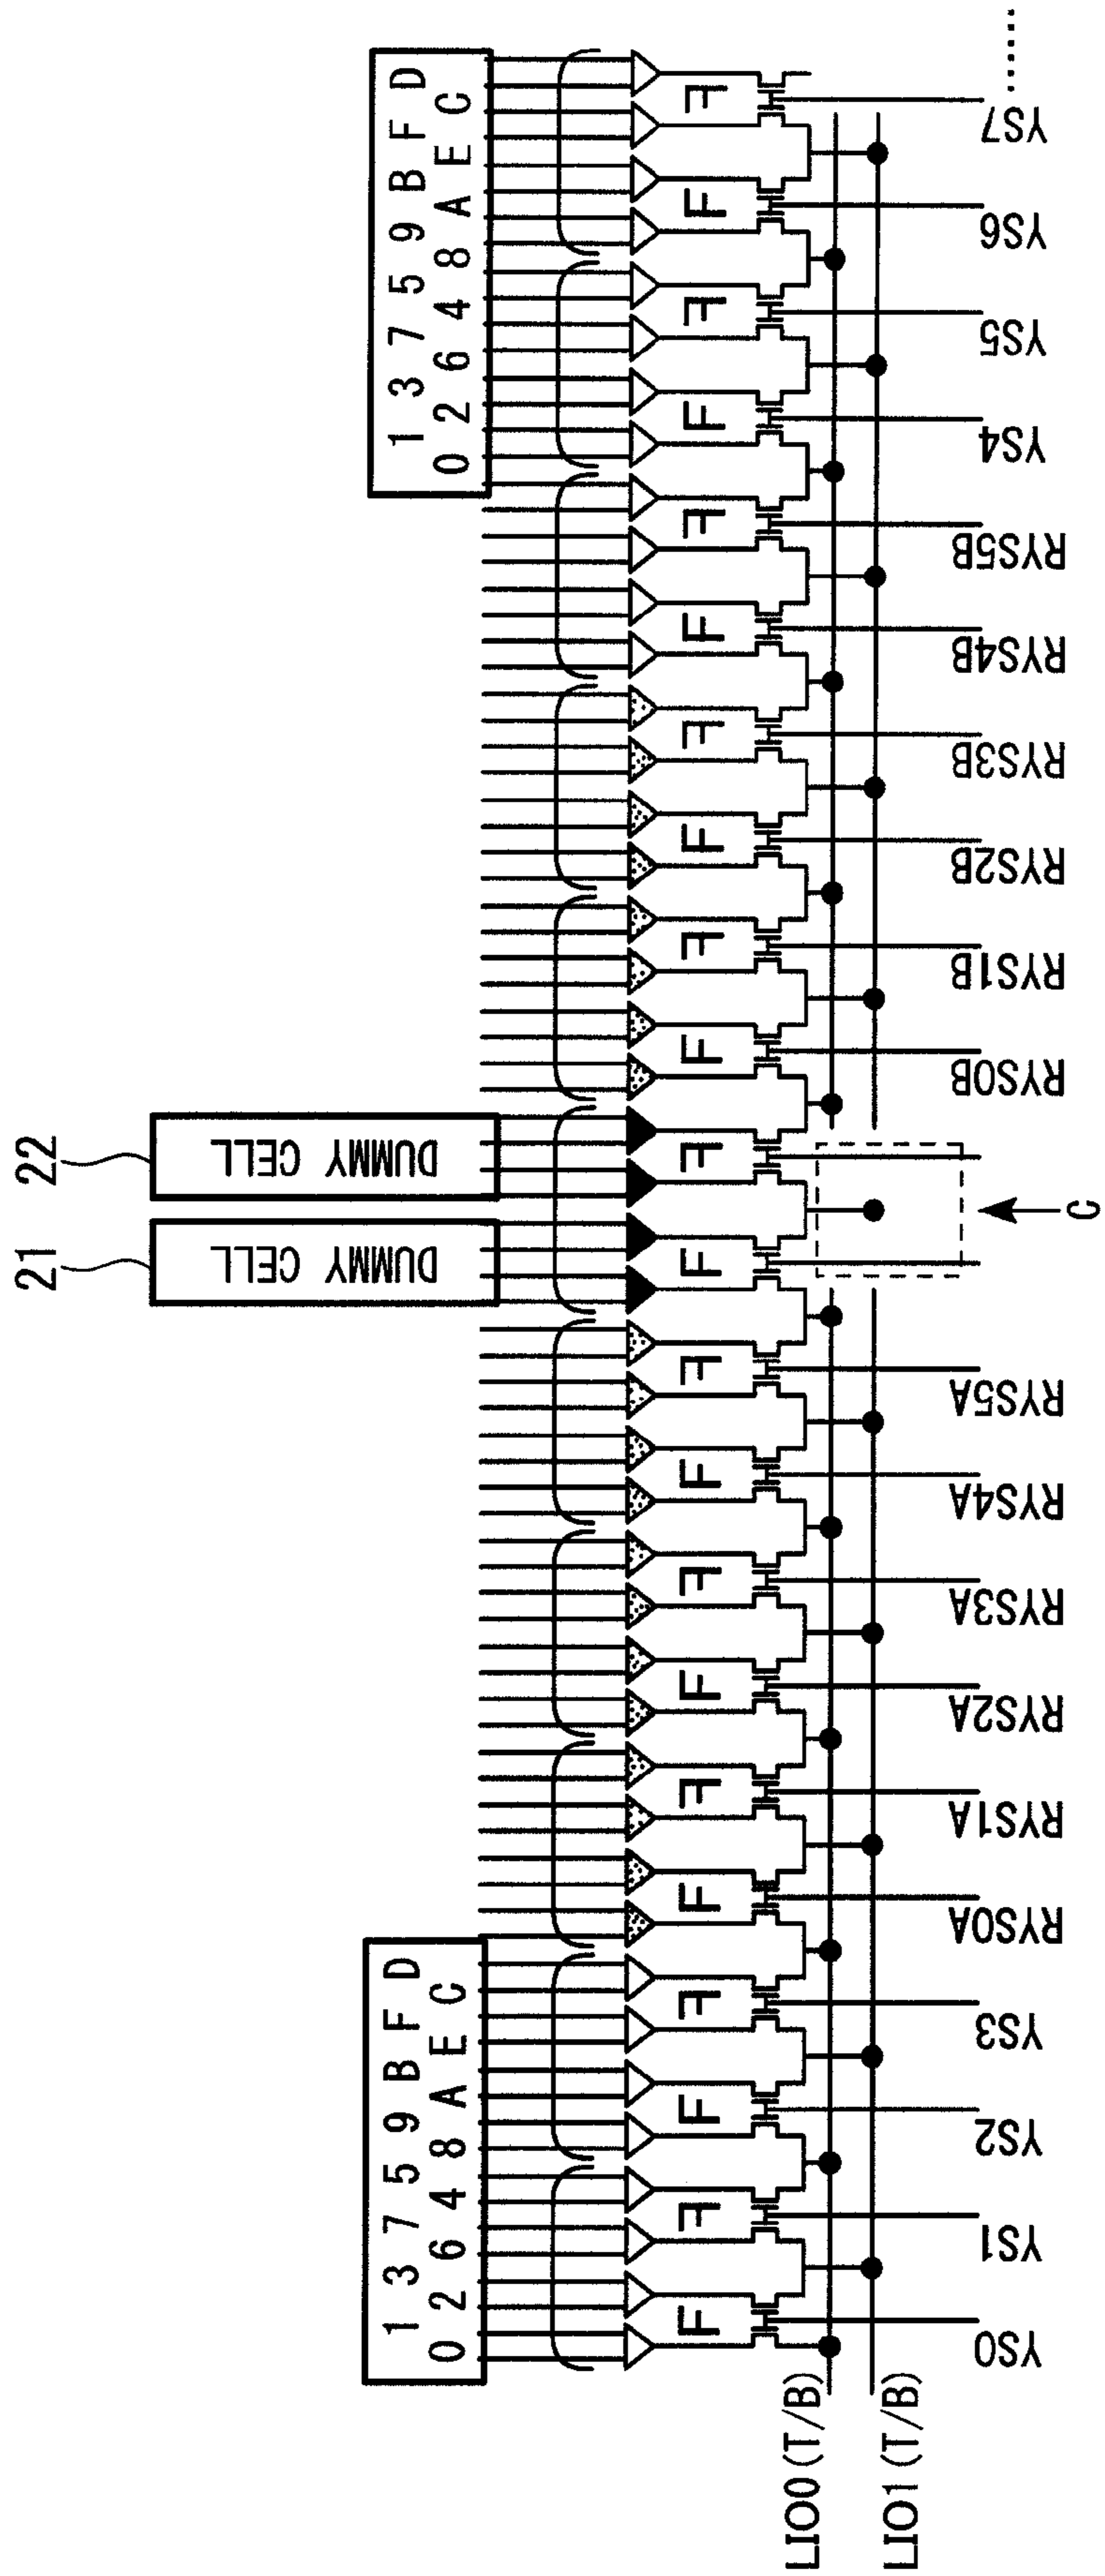 22
21
DUMMY CELL
DUMMY CELL
1 3 7 5 9 B F D
0 2 6 4 8 A E C
1 3 7 5 9 B F D
0 2 6 4 8 A E C
LIO0 (T/B)
LIO1 (T/B)
YS0
YS1
YS2
YS3
RYS0A
RYS1A
RYS2A
RYS3A
RYS4A
RYS5A
C
RYS0B
RYS1B
RYS2B
RYS3B
RYS4B
RYS5B
YS4
YS5
YS6
YS7
......